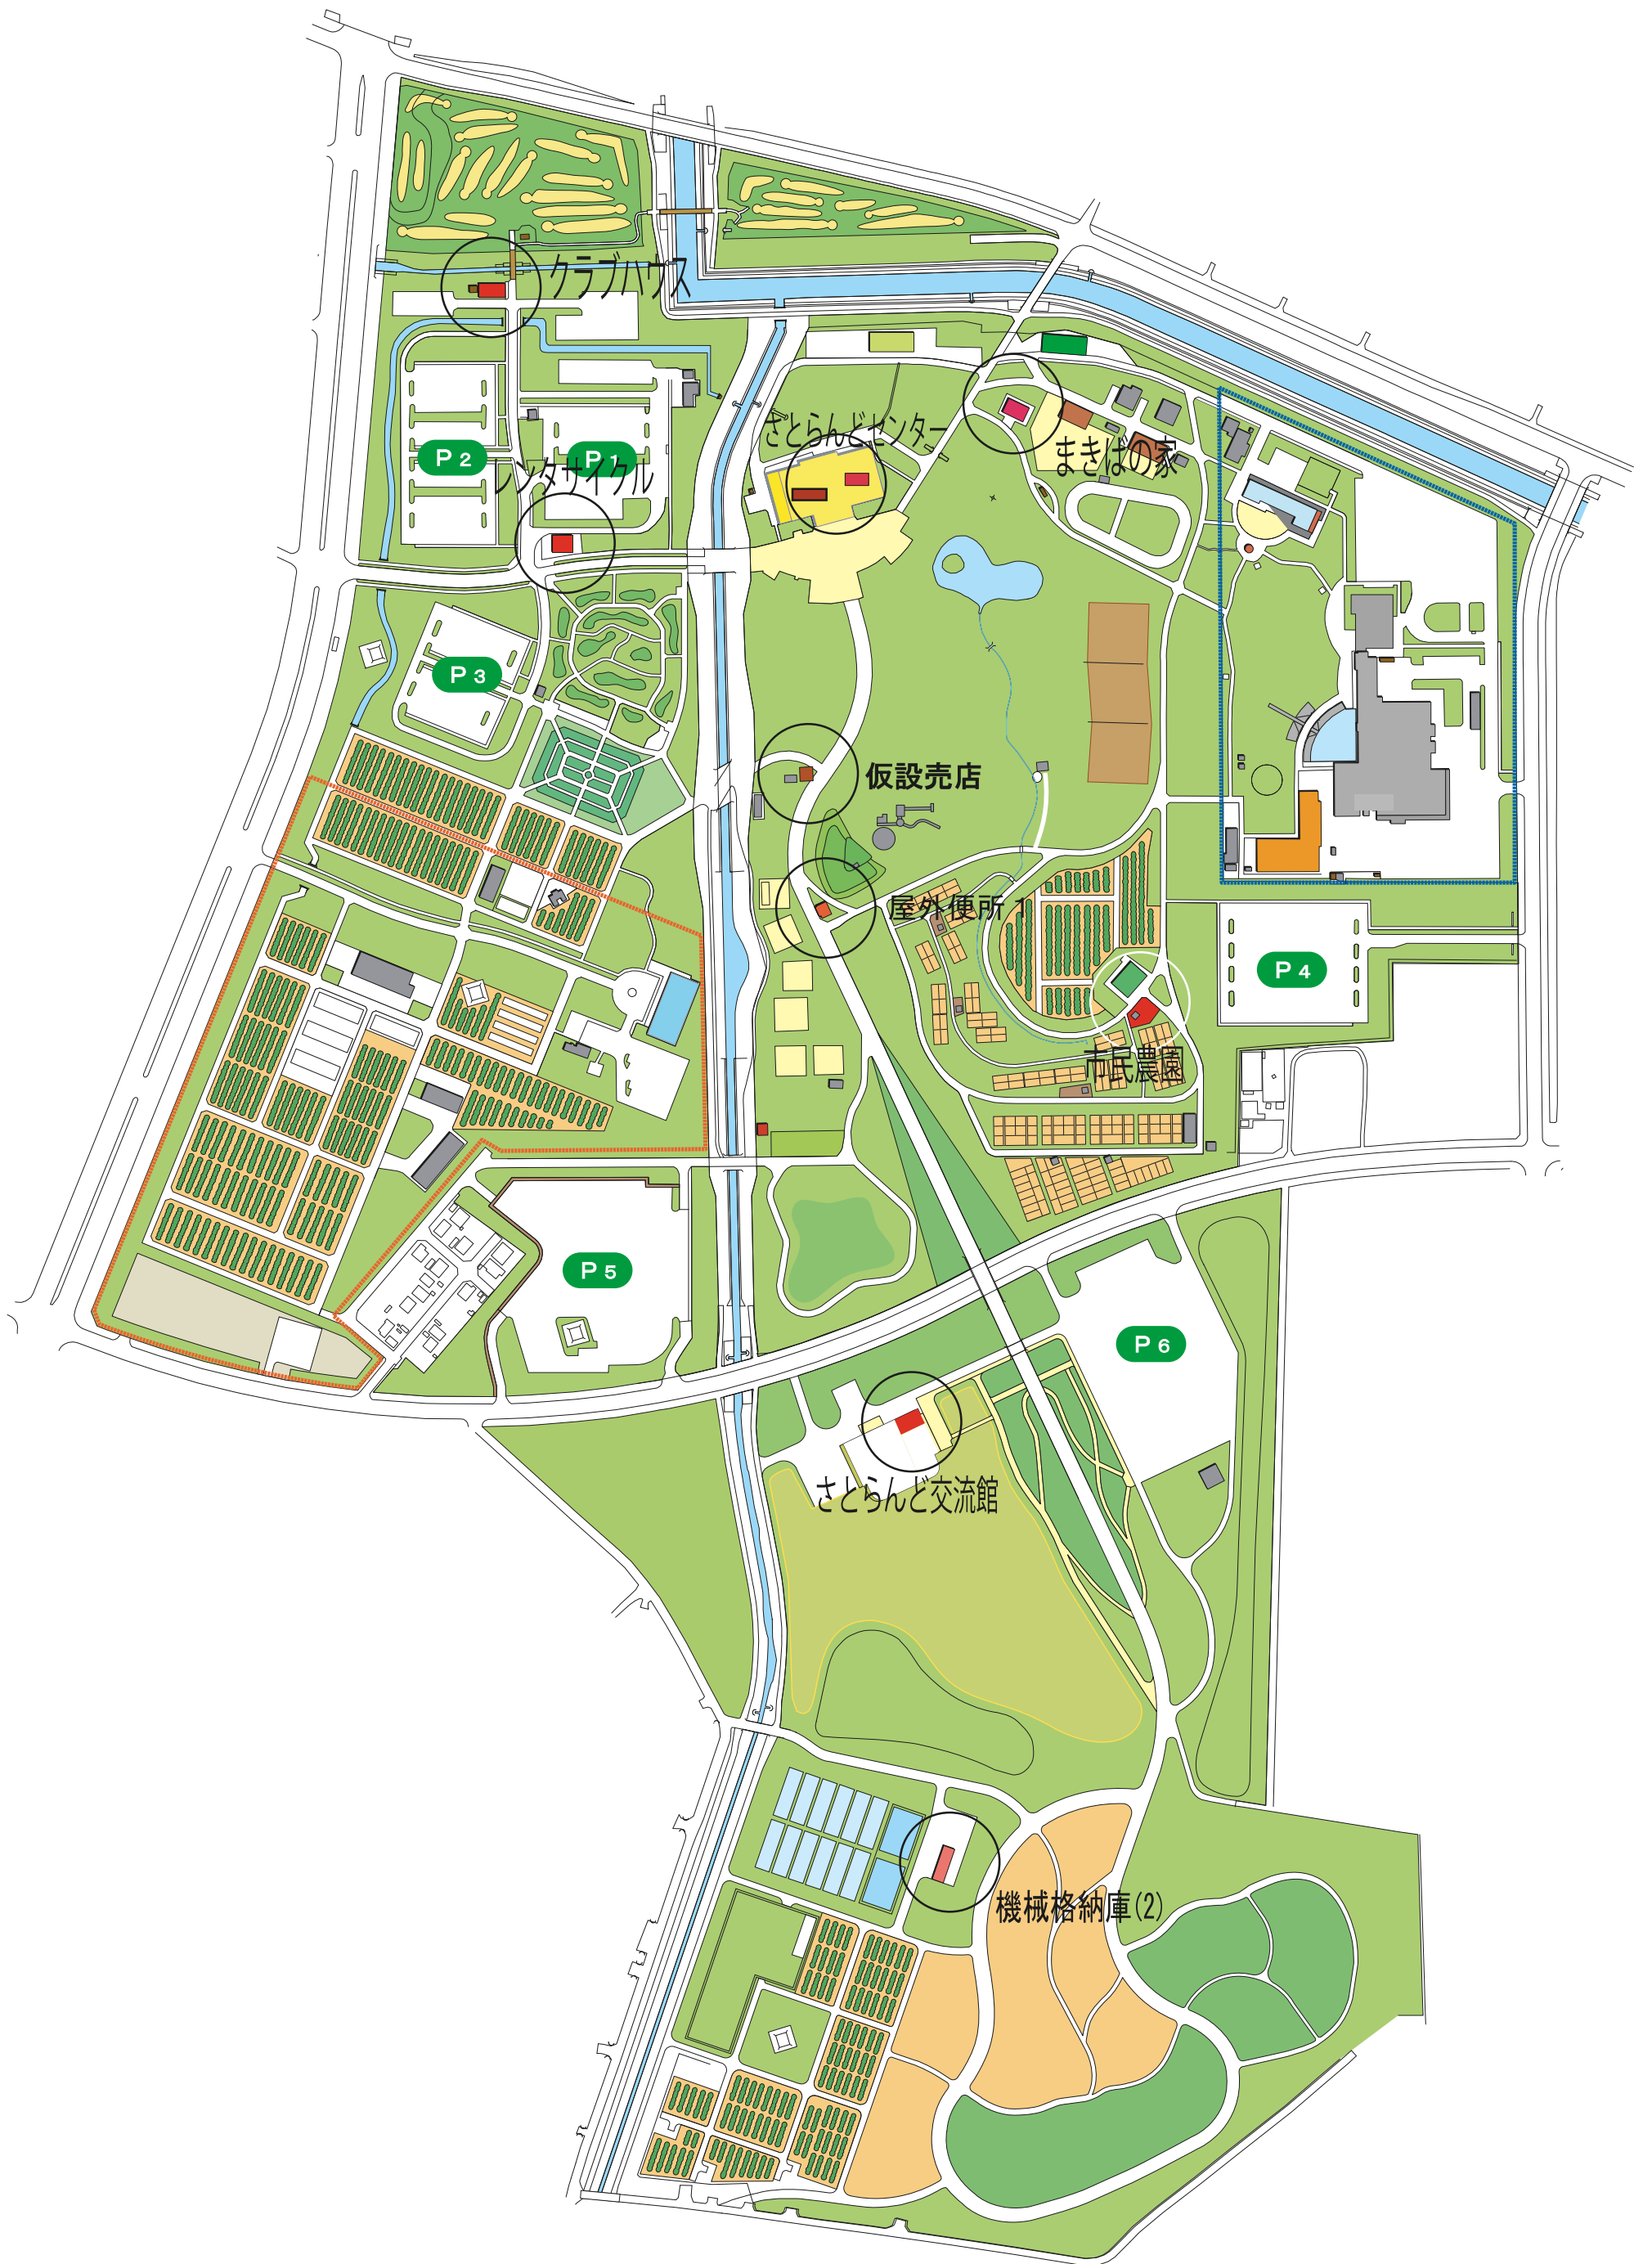 クラブハウス
さとらんどセンター
まきばの家
P 2
P 1
レンタサイクル
P 3
仮設売店
屋外便所 1
P 4
市民農園
P 5
P 6
さとらんど交流館
機械格納庫(2)